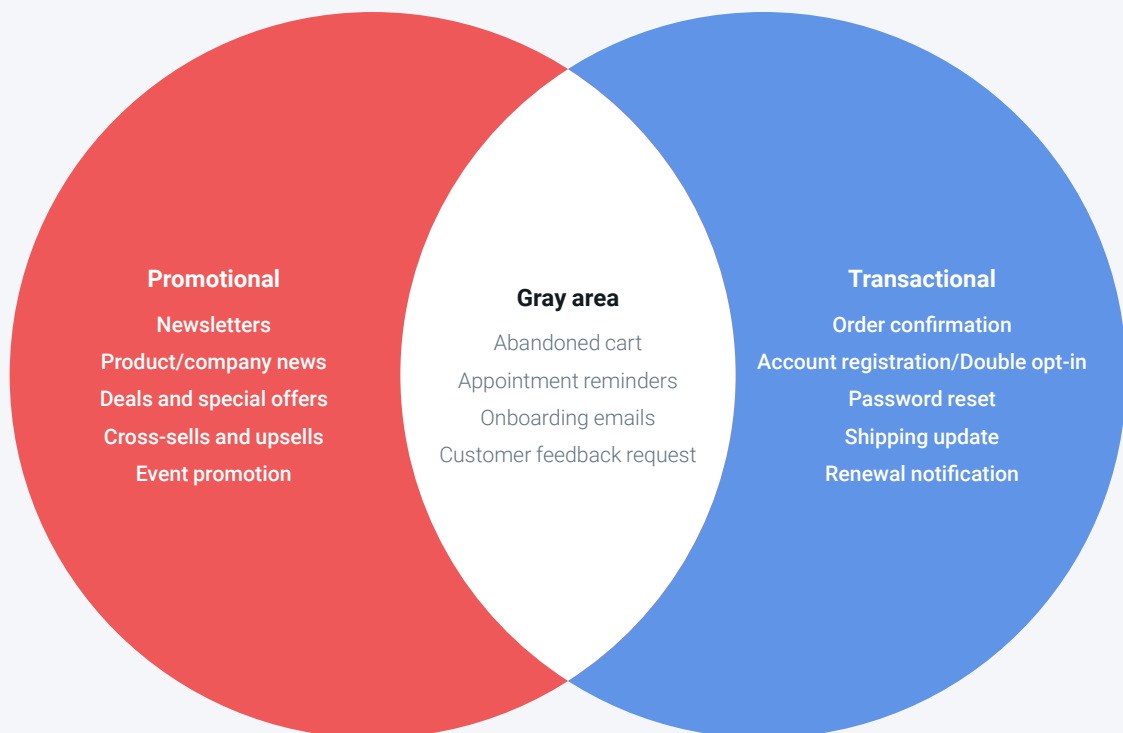 Promotional
Newsletters
Product/company news
Deals and special offers
Cross-sells and upsells
Event promotion
Gray area
Abandoned cart
Appointment reminders
Onboarding emails
Customer feedback request
Transactional
Order confirmation
Account registration/Double opt-in
Password reset
Shipping update
Renewal notification